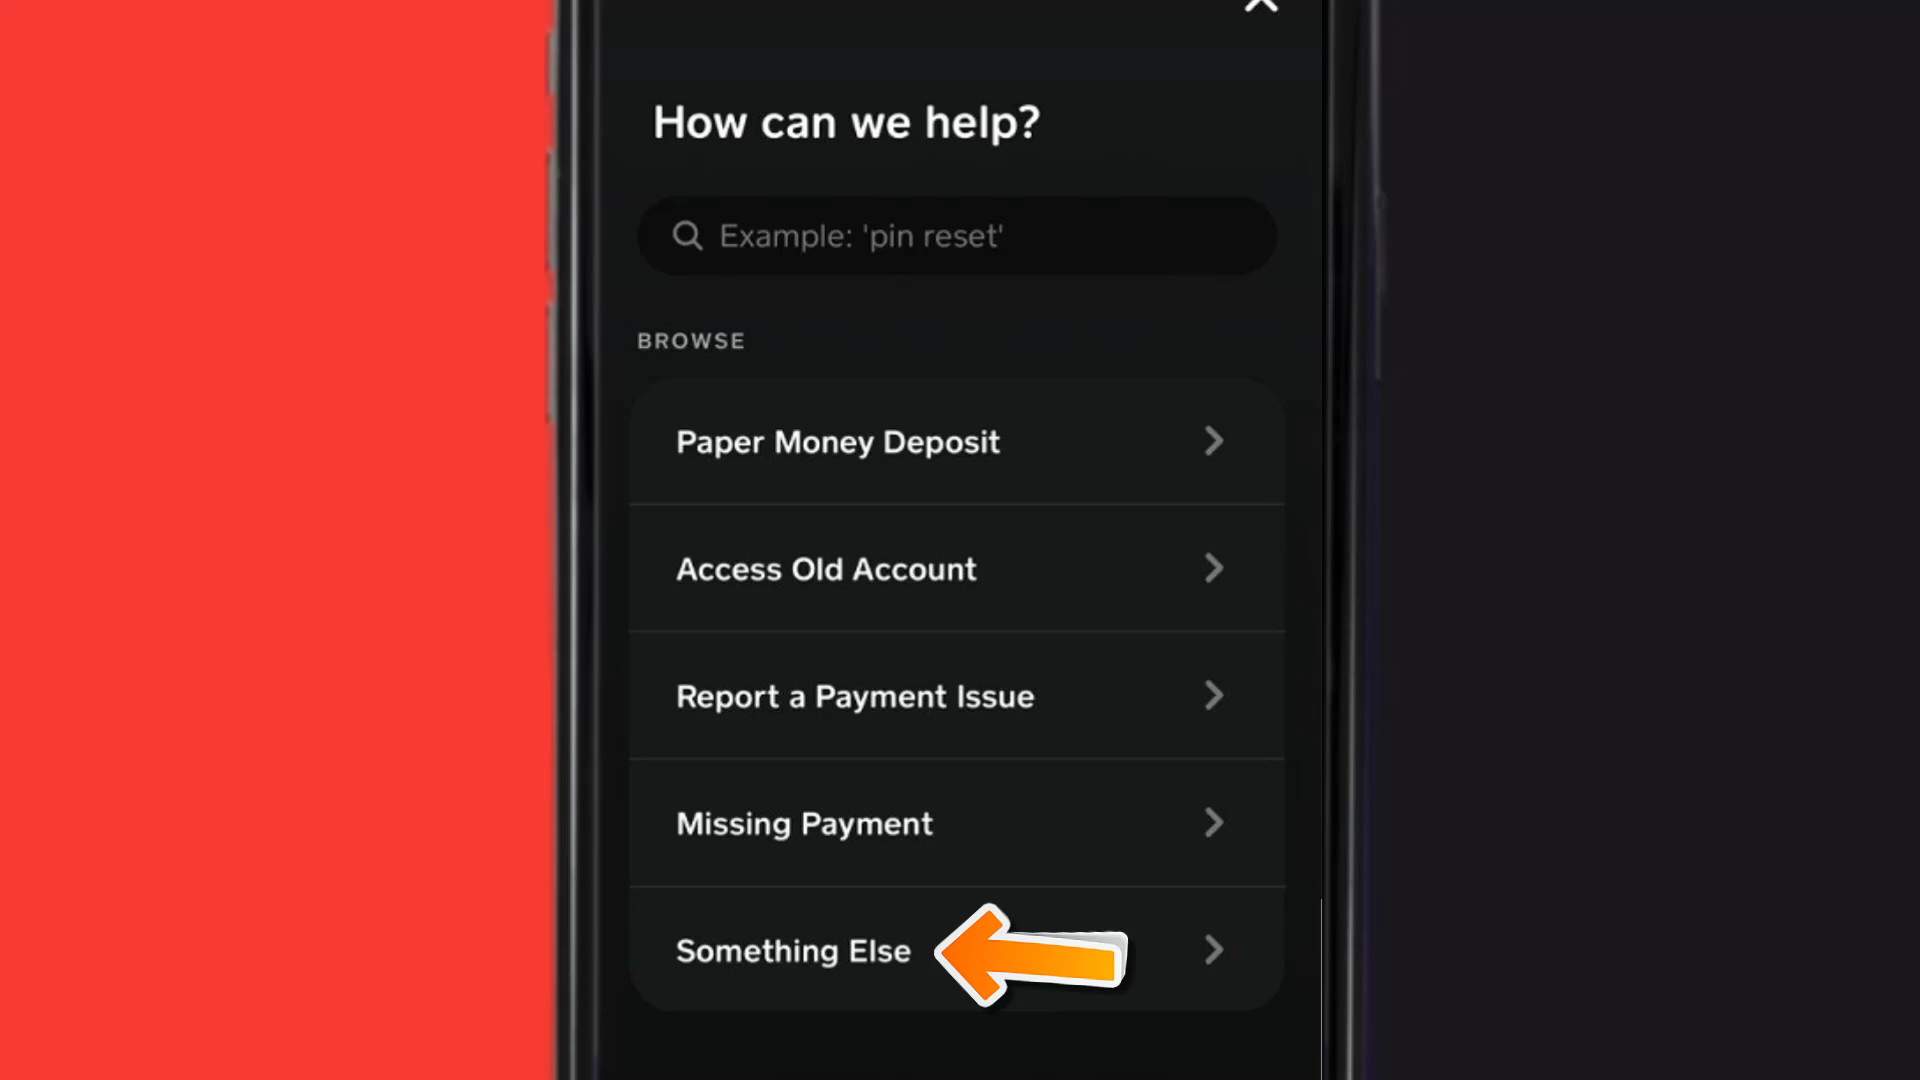 How can we help?
Example: 'pin reset'
BROWSE
Paper Money Deposit
Access Old Account
Report a Payment Issue
Missing Payment
Something Else